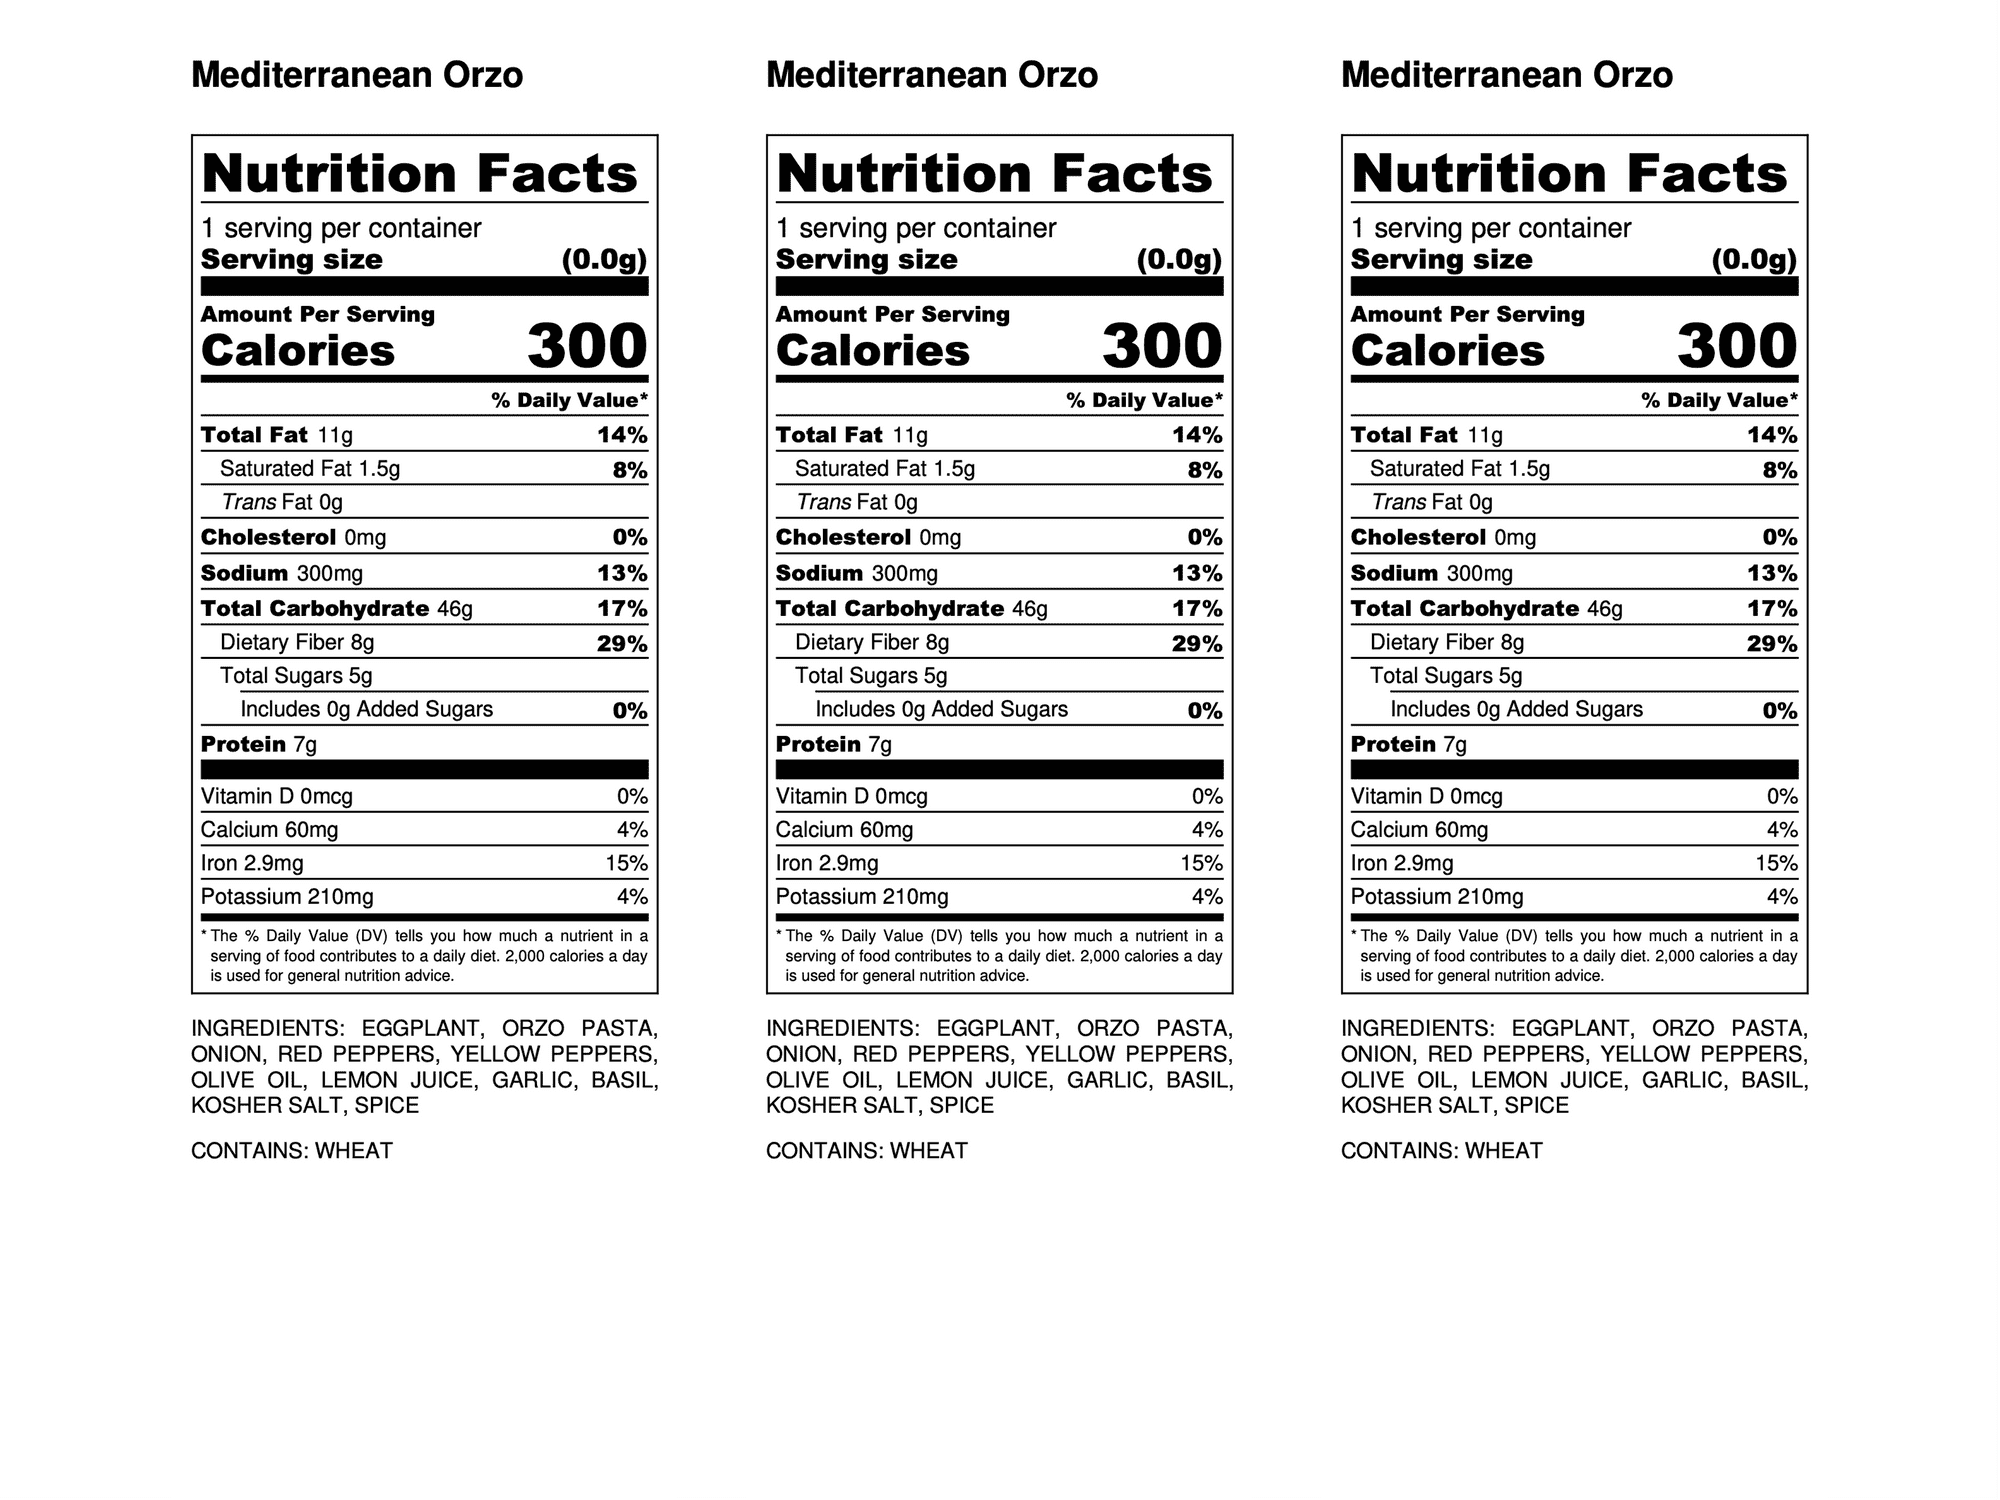 Mediterranean Orzo
Nutrition Facts
1 serving per container
Serving size (0.0g)
Amount Per Serving
Calories 300
% Daily Value*
Total Fat 11g 14%
Saturated Fat 1.5g 8%
Trans Fat 0g
Cholesterol 0mg 0%
Sodium 300mg 13%
Total Carbohydrate 46g 17%
Dietary Fiber 8g 29%
Total Sugars 5g
Includes 0g Added Sugars 0%
Protein 7g
Vitamin D 0mcg 0%
Calcium 60mg 4%
Iron 2.9mg 15%
Potassium 210mg 4%
* The % Daily Value (DV) tells you how much a nutrient in a
serving of food contributes to a daily diet. 2,000 calories a day
is used for general nutrition advice.
INGREDIENTS: EGGPLANT, ORZO PASTA,
ONION, RED PEPPERS, YELLOW PEPPERS,
OLIVE OIL, LEMON JUICE, GARLIC, BASIL,
KOSHER SALT, SPICE
CONTAINS: WHEAT
Mediterranean Orzo
Nutrition Facts
1 serving per container
Serving size (0.0g)
Amount Per Serving
Calories 300
% Daily Value*
Total Fat 11g 14%
Saturated Fat 1.5g 8%
Trans Fat 0g
Cholesterol 0mg 0%
Sodium 300mg 13%
Total Carbohydrate 46g 17%
Dietary Fiber 8g 29%
Total Sugars 5g
Includes 0g Added Sugars 0%
Protein 7g
Vitamin D 0mcg 0%
Calcium 60mg 4%
Iron 2.9mg 15%
Potassium 210mg 4%
* The % Daily Value (DV) tells you how much a nutrient in a
serving of food contributes to a daily diet. 2,000 calories a day
is used for general nutrition advice.
INGREDIENTS: EGGPLANT, ORZO PASTA,
ONION, RED PEPPERS, YELLOW PEPPERS,
OLIVE OIL, LEMON JUICE, GARLIC, BASIL,
KOSHER SALT, SPICE
CONTAINS: WHEAT
Mediterranean Orzo
Nutrition Facts
1 serving per container
Serving size (0.0g)
Amount Per Serving
Calories 300
% Daily Value*
Total Fat 11g 14%
Saturated Fat 1.5g 8%
Trans Fat 0g
Cholesterol 0mg 0%
Sodium 300mg 13%
Total Carbohydrate 46g 17%
Dietary Fiber 8g 29%
Total Sugars 5g
Includes 0g Added Sugars 0%
Protein 7g
Vitamin D 0mcg 0%
Calcium 60mg 4%
Iron 2.9mg 15%
Potassium 210mg 4%
* The % Daily Value (DV) tells you how much a nutrient in a
serving of food contributes to a daily diet. 2,000 calories a day
is used for general nutrition advice.
INGREDIENTS: EGGPLANT, ORZO PASTA,
ONION, RED PEPPERS, YELLOW PEPPERS,
OLIVE OIL, LEMON JUICE, GARLIC, BASIL,
KOSHER SALT, SPICE
CONTAINS: WHEAT